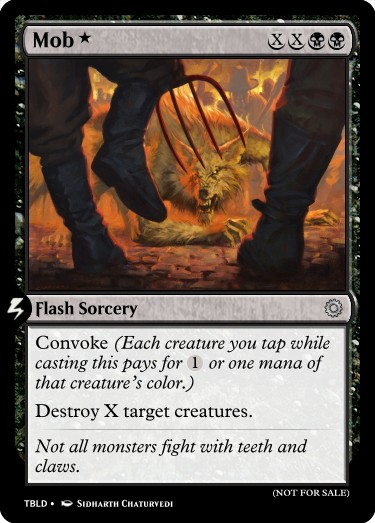 Mob★ XX
Flash Sorcery
Convoke (Each creature you tap while
casting this pays for 1 or one mana of
that creature's color.)
Destroy X target creatures.
Not all monsters fight with teeth and
claws.
(NOT FOR SALE)
TBLD • Sidharth Chaturvedi